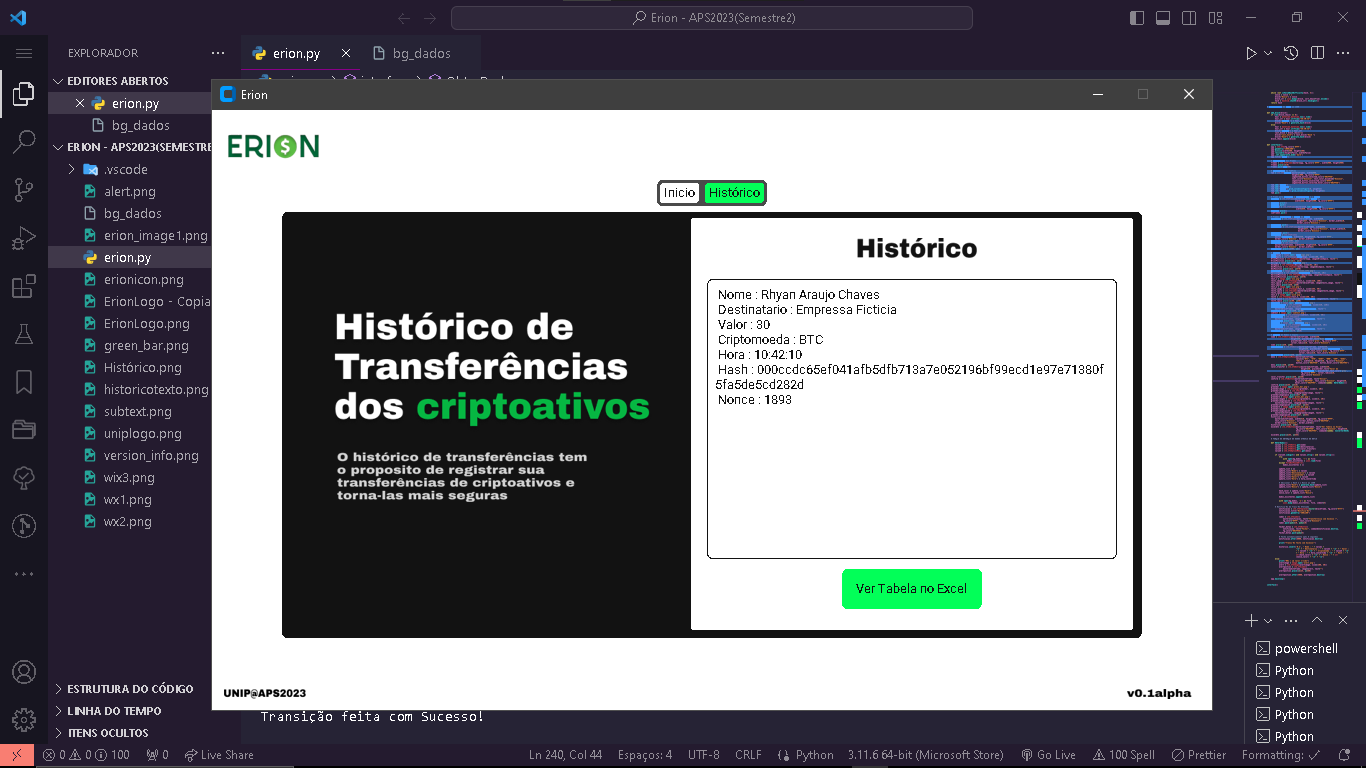 Erion - APS2023(Semestre2)
EXPLORADOR
erion.py
bg_dados
EDITORES ABERTOS
erion.py
bg_dados
ERION - APS2023(SEMESTRE
.vscode
alert.png
bg_dados
erion_image1.png
erion.py
erionicon.png
ErionLogo - Copia
ErionLogo.png
green_bar.png
Histórico.png
historicotexto.png
subtext.png
uniplogo.png
version_info.png
wix3.png
wx1.png
wx2.png
ESTRUTURA DO CÓDIGO
LINHA DO TEMPO
ITENS OCULTOS
Erion
ERION
Inicio
Histórico
Histórico de
Transferências
dos criptoativos
O histórico de transferências tem
o proposito de registrar sua
transferências de criptoativos e
torna-las mais seguras
Histórico
Nome : Rhyan Araujo Chaves
Destinatario : Empressa Ficticia
Valor : 30
Criptomoeda : BTC
Hora : 10:42:10
Hash : 000ccdc65ef041afb5dfb713a7e052196bf99ecd1e97e71380f
5fa5de5cd282d
Nonce : 1893
Ver Tabela no Excel
UNIP@APS2023
v0.1alpha
Transição feita com Sucesso!
powershell
Python
Python
Python
Python
0 0 100
0
Live Share
Ln 240, Col 44
Espaços: 4
UTF-8
CRLF
Python
3.11.6 64-bit (Microsoft Store)
Go Live
100 Spell
Prettier
Formatting: